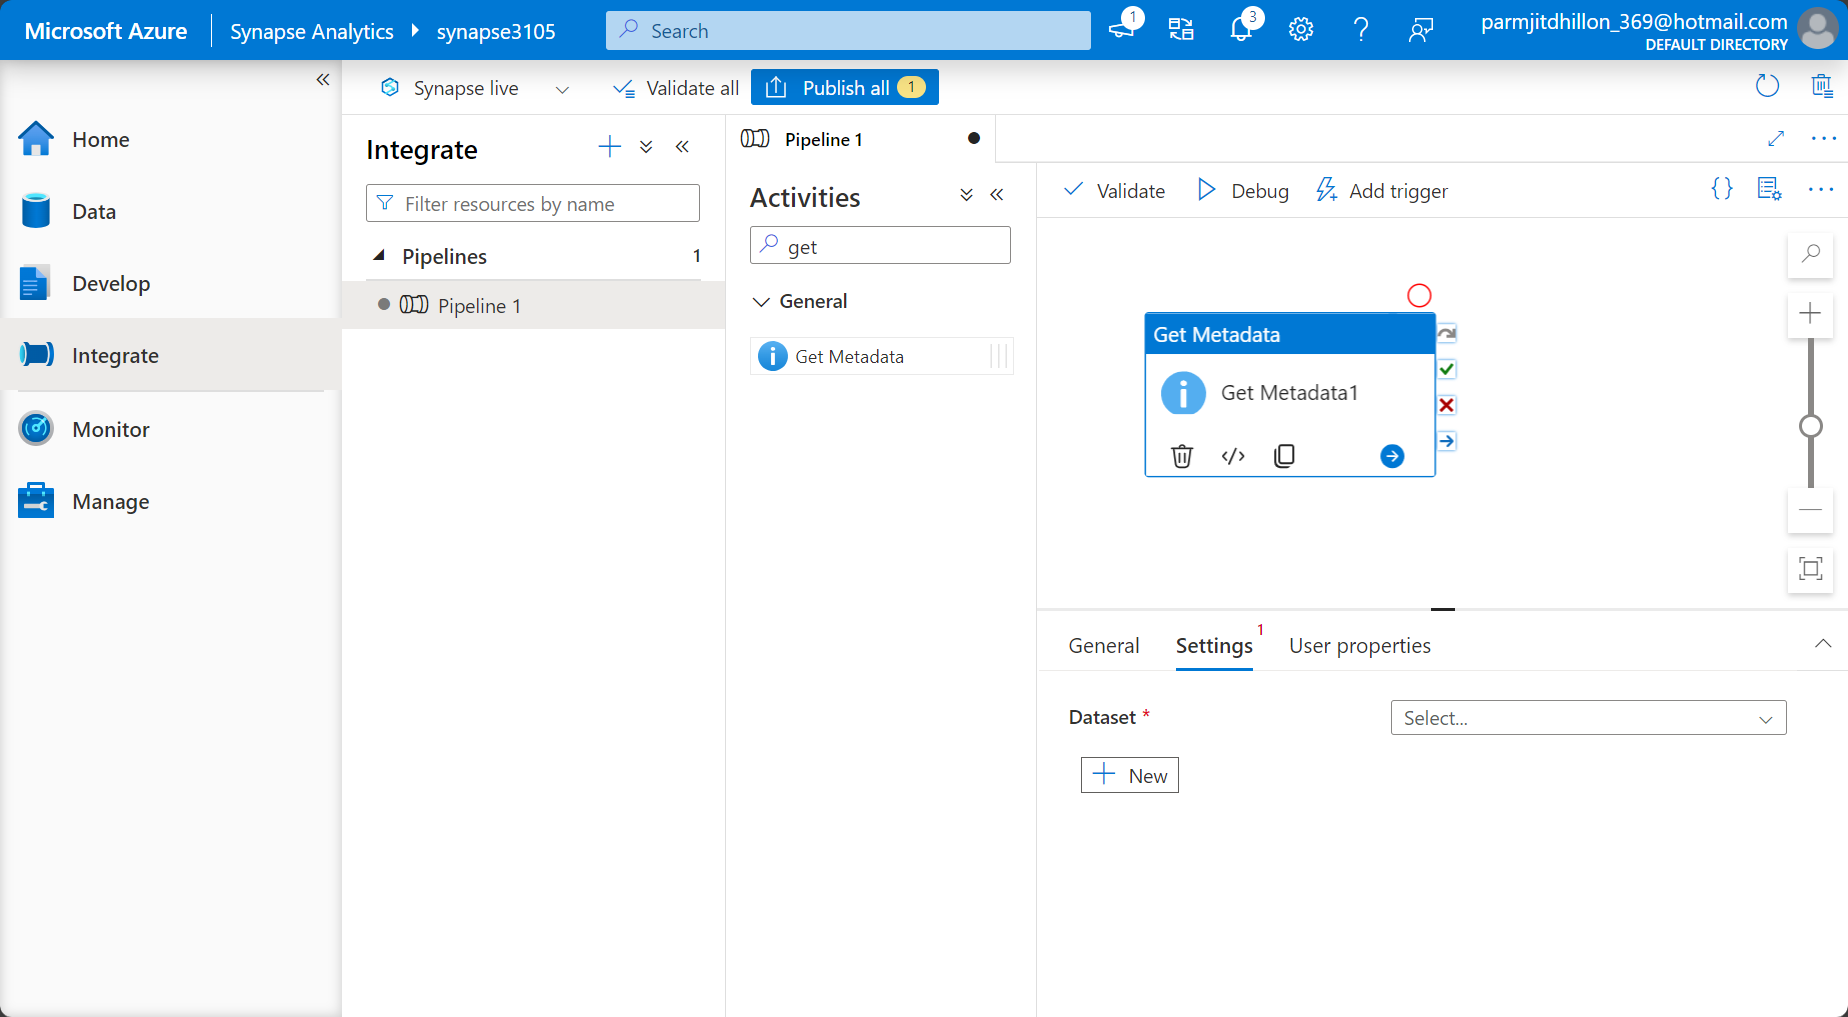 Microsoft Azure
Synapse Analytics
synapse3105
Search
1
3
parmjitdhillon_369@hotmail.com
DEFAULT DIRECTORY
Home
Data
Develop
Integrate
Monitor
Manage
Synapse live
Validate all
Publish all 1
Integrate
Filter resources by name
Pipelines 1
Pipeline 1
Pipeline 1
Activities
get
General
Get Metadata
Validate
Debug
Add trigger
Get Metadata
Get Metadata1
General
Settings 1
User properties
Dataset *
Select...
New